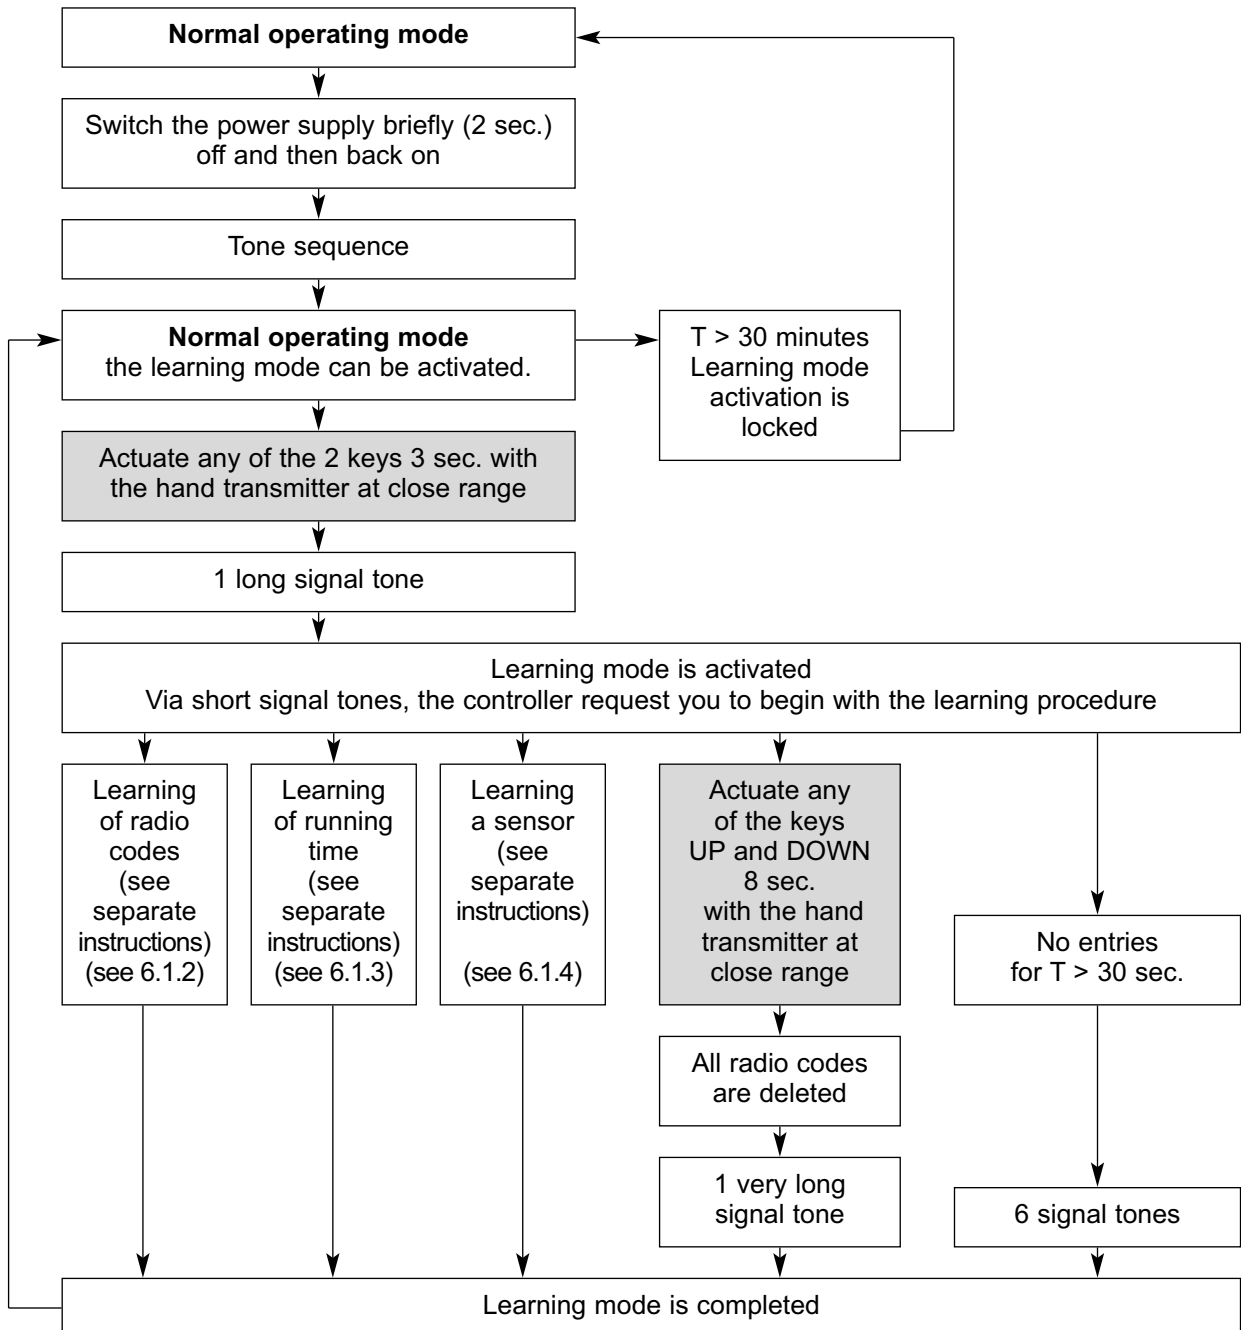 Normal operating mode
Switch the power supply briefly (2 sec.)
off and then back on
Tone sequence
Normal operating mode
the learning mode can be activated.
T > 30 minutes
Learning mode
activation is
locked
Actuate any of the 2 keys 3 sec. with
the hand transmitter at close range
1 long signal tone
Learning mode is activated
Via short signal tones, the controller request you to begin with the learning procedure
Learning
of radio
codes
(see
separate
instructions)
(see 6.1.2)
Learning
of running
time
(see
separate
instructions)
(see 6.1.3)
Learning
a sensor
(see
separate
instructions)
(see 6.1.4)
Actuate any
of the keys
UP and DOWN
8 sec.
with the hand
transmitter at
close range
No entries
for T > 30 sec.
All radio codes
are deleted
1 very long
signal tone
6 signal tones
Learning mode is completed